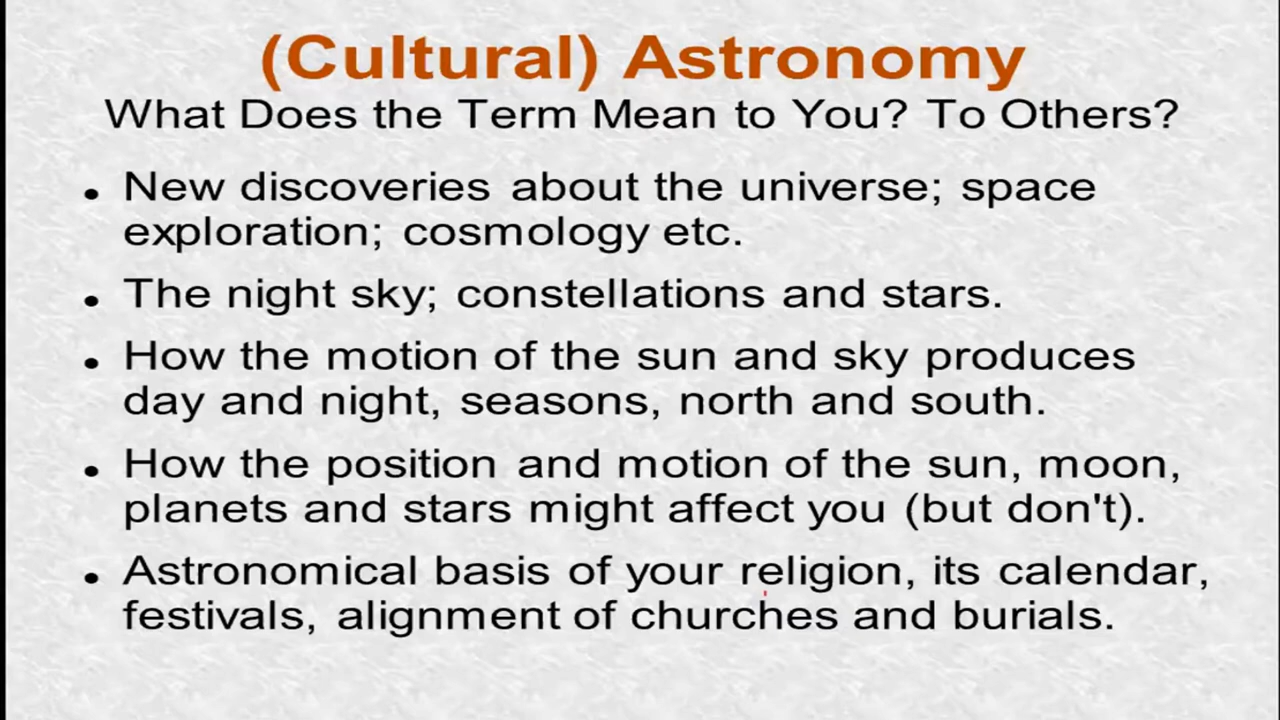 (Cultural) Astronomy
What Does the Term Mean to You? To Others?
• New discoveries about the universe; space
exploration; cosmology etc.
• The night sky; constellations and stars.
• How the motion of the sun and sky produces
day and night, seasons, north and south.
• How the position and motion of the sun, moon,
planets and stars might affect you (but don't).
• Astronomical basis of your religion, its calendar,
festivals, alignment of churches and burials.